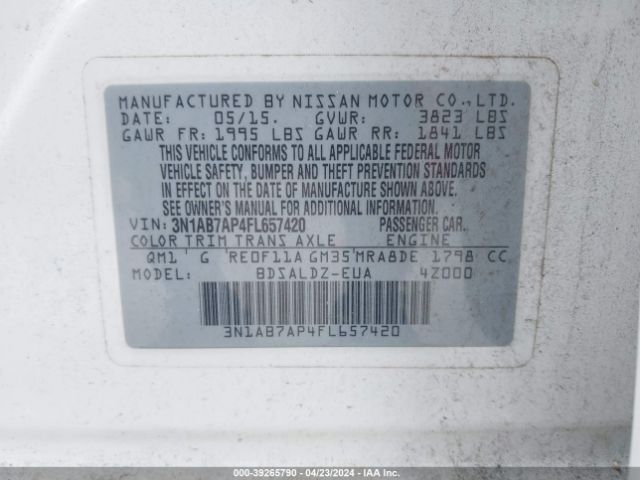 MANUFACTURED BY NISSAN MOTOR CO.,LTD.
DATE: 05/15. GVWR: 3823 LBS
GAWR FR: 1995 LBS GAWR RR: 1841 LBS
THIS VEHICLE CONFORMS TO ALL APPLICABLE FEDERAL MOTOR
VEHICLE SAFETY, BUMPER AND THEFT PREVENTION STANDARDS
IN EFFECT ON THE DATE OF MANUFACTURE SHOWN ABOVE.
SEE OWNER'S MANUAL FOR ADDITIONAL INFORMATION.
VIN: 3N1AB7AP4FL657420 PASSENGER CAR.
COLOR TRIM TRANS AXLE ENGINE
QM1 G RE0F11A GM35 MRA8DE 1798 CC
MODEL: BDSALDZ-EUA 4Z000
3N1AB7AP4FL657420
000-39265790 - 04/23/2024 - IAA Inc.